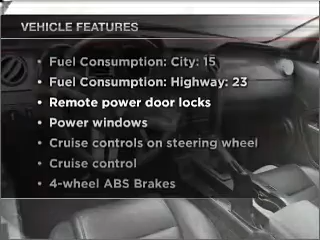 VEHICLE FEATURES
• Fuel Consumption: City: 15
• Fuel Consumption: Highway: 23
• Remote power door locks
• Power windows
• Cruise controls on steering wheel
• Cruise control
• 4-wheel ABS Brakes